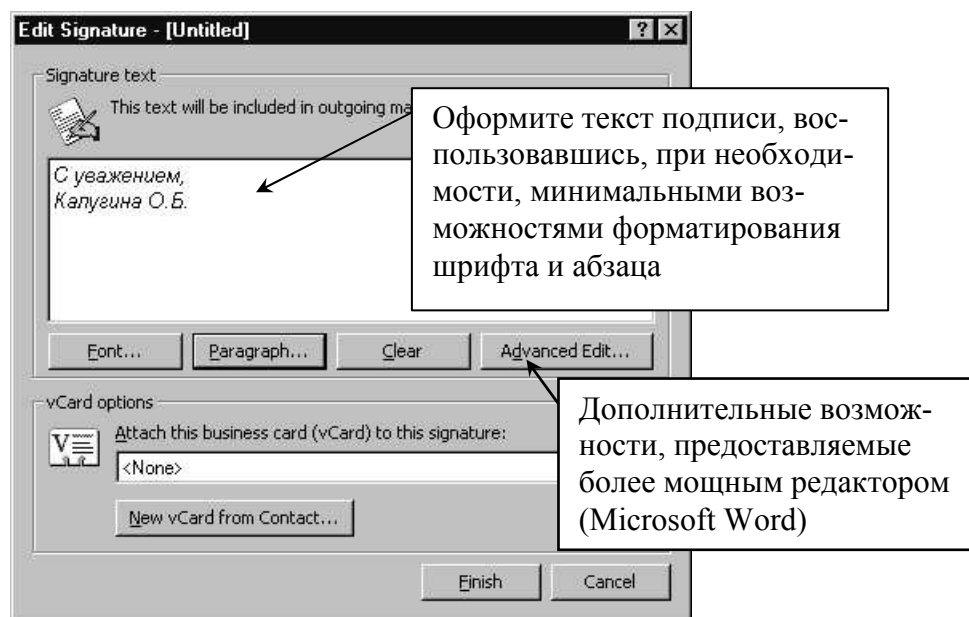 Edit Signature - [Untitled]
Signature text
This text will be included in outgoing ma
Оформите текст подписи, вос-
пользовавшись, при необходи-
мости, минимальными воз-
можностями форматирования
шрифта и абзаца
С уважением,
Калугина О.Б.
Font...
Paragraph...
Clear
Advanced Edit...
vCard options
Attach this business card (vCard) to this signature:
<None>
Дополнительные возмож-
ности, предоставляемые
более мощным редактором
(Microsoft Word)
New vCard from Contact...
Finish
Cancel